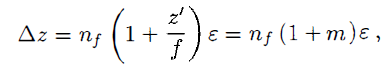 Δz = n_f (1 + z′/f) ε = n_f (1 + m) ε ,